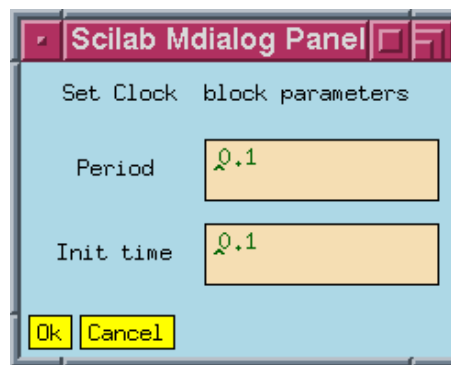 Scilab Mdialog Panel
Set Clock block parameters
Period 0.1
Init time 0.1
Ok Cancel